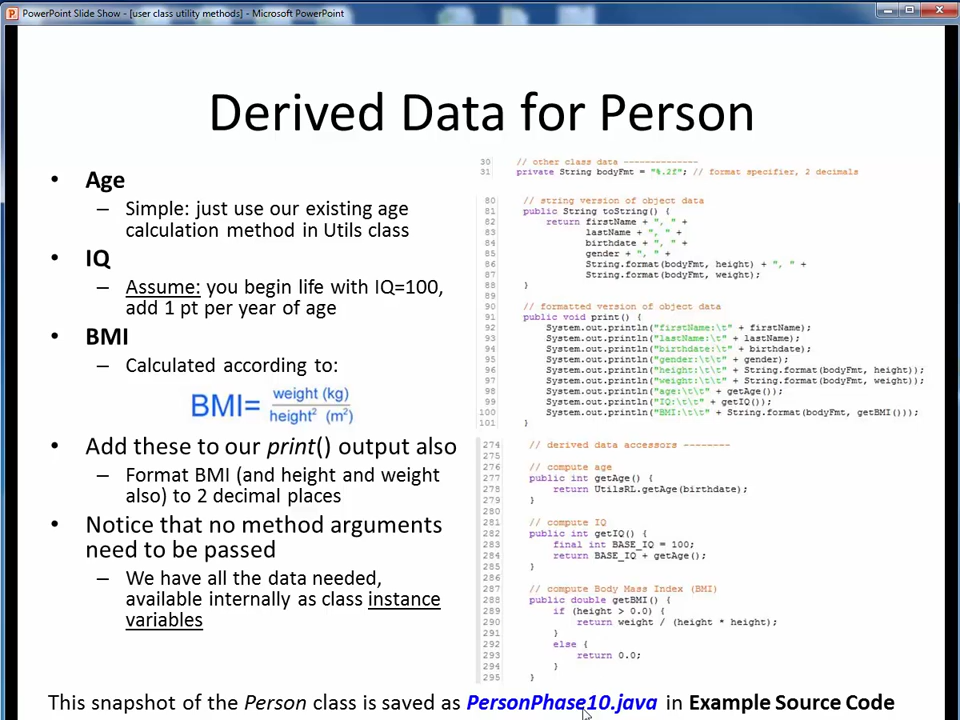 PowerPoint Slide Show - [user class utility methods] - Microsoft PowerPoint
Derived Data for Person
• Age
– Simple: just use our existing age
calculation method in Utils class
• IQ
– Assume: you begin life with IQ=100,
add 1 pt per year of age
• BMI
– Calculated according to:
BMI= weight (kg)
height² (m²)
• Add these to our print() output also
– Format BMI (and height and weight
also) to 2 decimal places
• Notice that no method arguments
need to be passed
– We have all the data needed,
available internally as class instance
variables
30 // other class data --------------
31 private String bodyFmt = "%.2f"; // format specifier, 2 decimals
80 // string version of object data
81 public String toString() {
82 return firstName + ", " +
83 lastName + ", " +
84 birthdate + ", " +
85 gender + ", " +
86 String.format(bodyFmt, height) + ", " +
87 String.format(bodyFmt, weight);
88 }
89
90 // formatted version of object data
91 public void print() {
92 System.out.println("firstName:\t" + firstName);
93 System.out.println("lastName:\t" + lastName);
94 System.out.println("birthdate:\t" + birthdate);
95 System.out.println("gender:\t\t" + gender);
96 System.out.println("height:\t\t" + String.format(bodyFmt, height));
97 System.out.println("weight:\t\t" + String.format(bodyFmt, weight));
98 System.out.println("age:\t\t" + getAge());
99 System.out.println("IQ:\t\t" + getIQ());
100 System.out.println("BMI:\t\t" + String.format(bodyFmt, getBMI()));
101 }
274 // derived data accessors --------
275
276 // compute age
277 public int getAge() {
278 return UtilsRL.getAge(birthdate);
279 }
280
281 // compute IQ
282 public int getIQ() {
283 final int BASE_IQ = 100;
284 return BASE_IQ + getAge();
285 }
286
287 // compute Body Mass Index (BMI)
288 public double getBMI() {
289 if (height > 0.0) {
290 return weight / (height * height);
291 }
292 else {
293 return 0.0;
294 }
295 }
This snapshot of the Person class is saved as PersonPhase10.java in Example Source Code